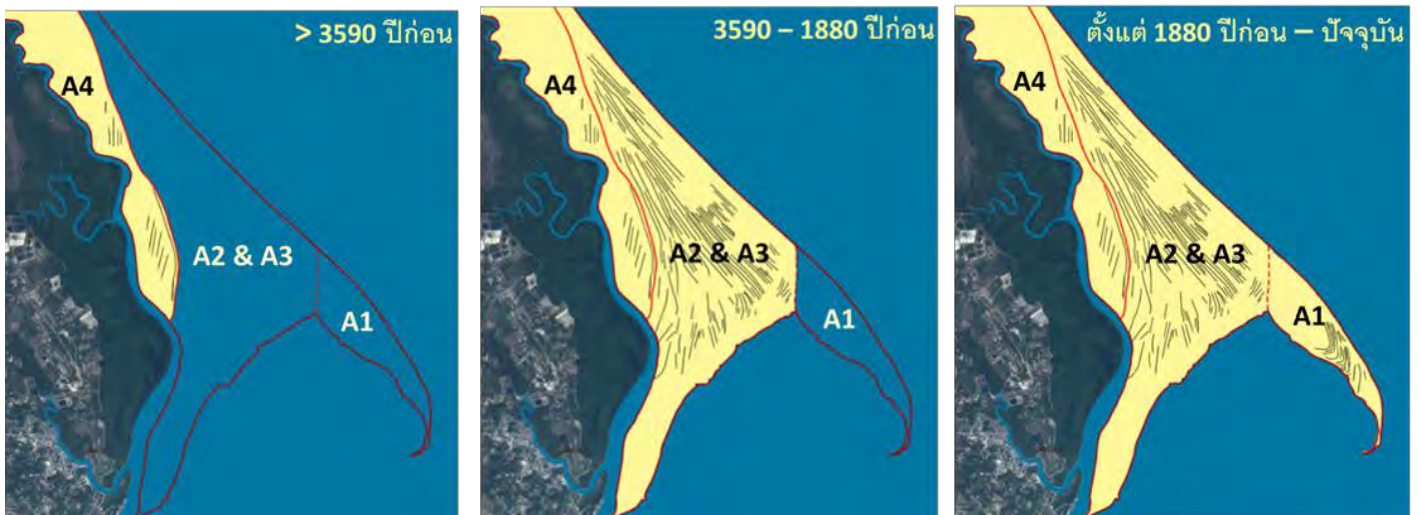 > 3590 ปีก่อน
A4
A2 & A3
A1
3590 – 1880 ปีก่อน
A4
A2 & A3
A1
ตั้งแต่ 1880 ปีก่อน – ปัจจุบัน
A4
A2 & A3
A1